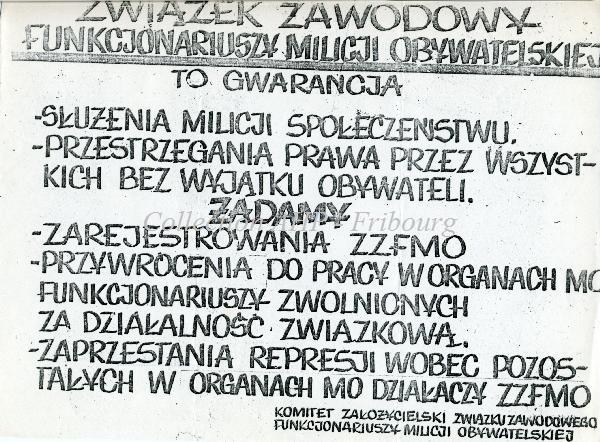 ZWIĄZEK ZAWODOWY
FUNKCJONARIUSZY MILICJI OBYWATELSKIEJ
TO GWARANCJA
-SŁUŻENIA MILICJI SPOŁECZEŃSTWU.
-PRZESTRZEGANIA PRAWA PRZEZ WSZYST-
KICH BEZ WYJĄTKU OBYWATELI.
ŻĄDAMY
-ZAREJESTROWANIA ZZFMO
-PRZYWRÓCENIA DO PRACY W ORGANACH MO
FUNKCJONARIUSZY ZWOLNIONYCH
ZA DZIAŁALNOŚĆ ZWIĄZKOWĄ.
-ZAPRZESTANIA REPRESJI WOBEC POZOS-
TAŁYCH W ORGANACH MO DZIAŁACZY ZZFMO
KOMITET ZAŁOŻYCIELSKI ZWIĄZKU ZAWODOWEGO
FUNKCJONARIUSZY MILICJI OBYWATELSKIEJ